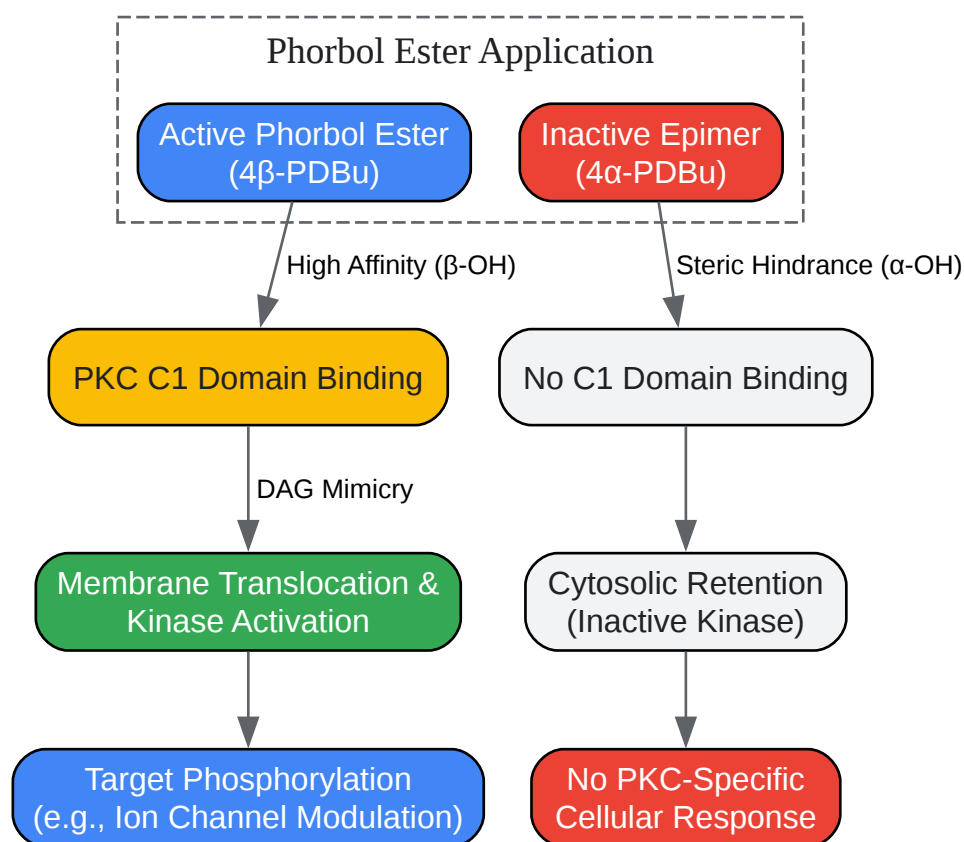 Phorbol Ester Application
Active Phorbol Ester
(4β-PDBu)
Inactive Epimer
(4α-PDBu)
High Affinity (β-OH)
Steric Hindrance (α-OH)
PKC C1 Domain Binding
No C1 Domain Binding
DAG Mimicry
Membrane Translocation &
Kinase Activation
Cytosolic Retention
(Inactive Kinase)
Target Phosphorylation
(e.g., Ion Channel Modulation)
No PKC-Specific
Cellular Response